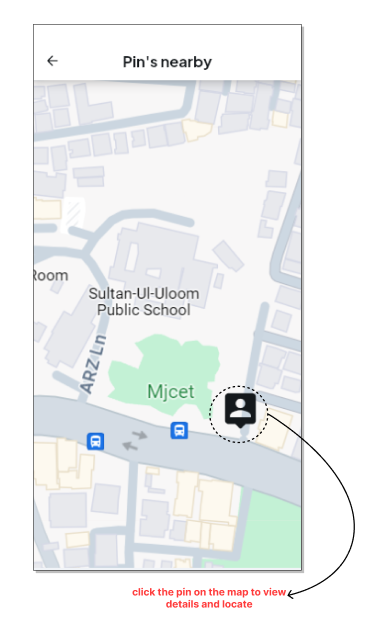 Pin's nearby
Room
Sultan-Ul-Uloom
Public School
ARZ Ln
Mjcet
click the pin on the map to view
details and locate